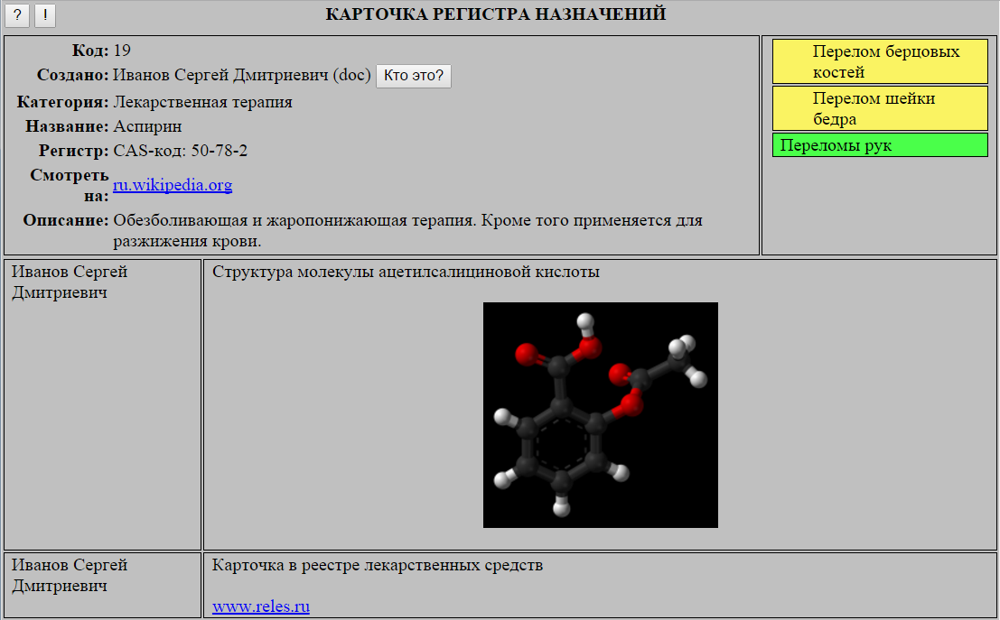 ? ! КАРТОЧКА РЕГИСТРА НАЗНАЧЕНИЙ
Код: 19
Создано: Иванов Сергей Дмитриевич (doc) Кто это?
Категория: Лекарственная терапия
Название: Аспирин
Регистр: CAS-код: 50-78-2
Смотреть
на: ru.wikipedia.org
Описание: Обезболивающая и жаропонижающая терапия. Кроме того применяется для
разжижения крови.
Перелом берцовых
костей
Перелом шейки
бедра
Переломы рук
Иванов Сергей
Дмитриевич
Структура молекулы ацетилсалициновой кислоты
Иванов Сергей
Дмитриевич
Карточка в реестре лекарственных средств
www.reles.ru